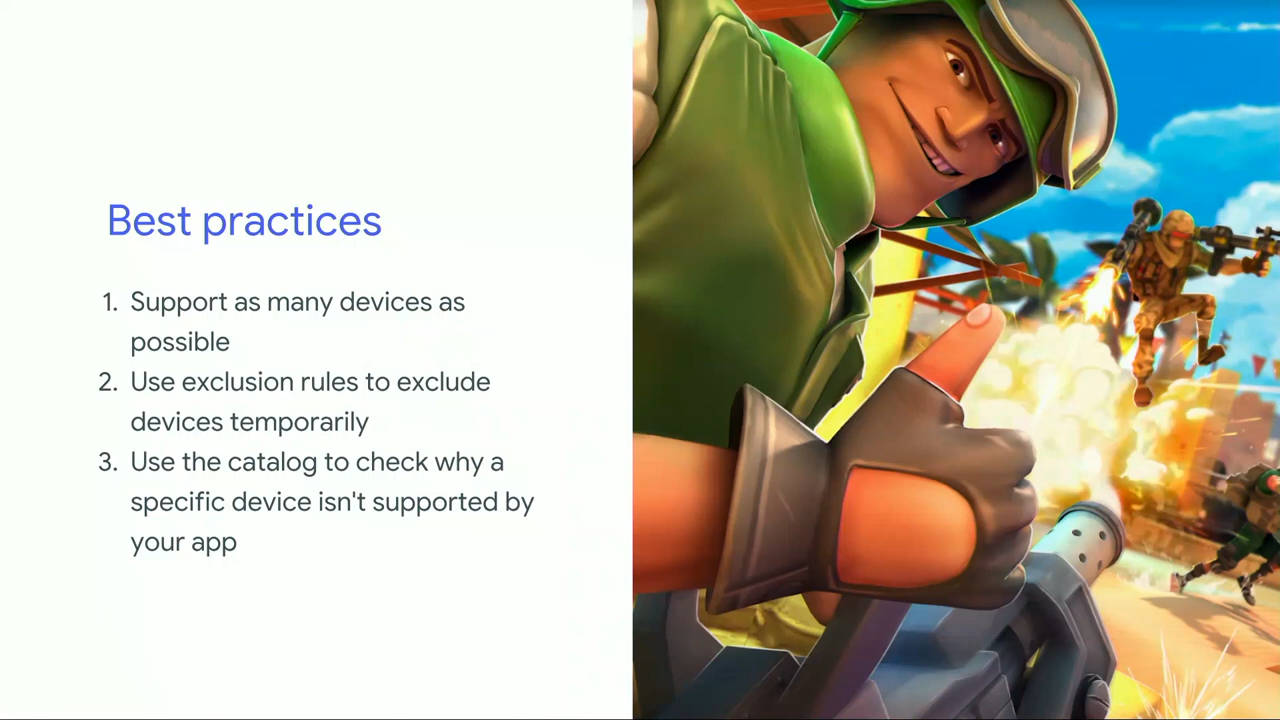 Best practices
1. Support as many devices as
possible
2. Use exclusion rules to exclude
devices temporarily
3. Use the catalog to check why a
specific device isn't supported by
your app